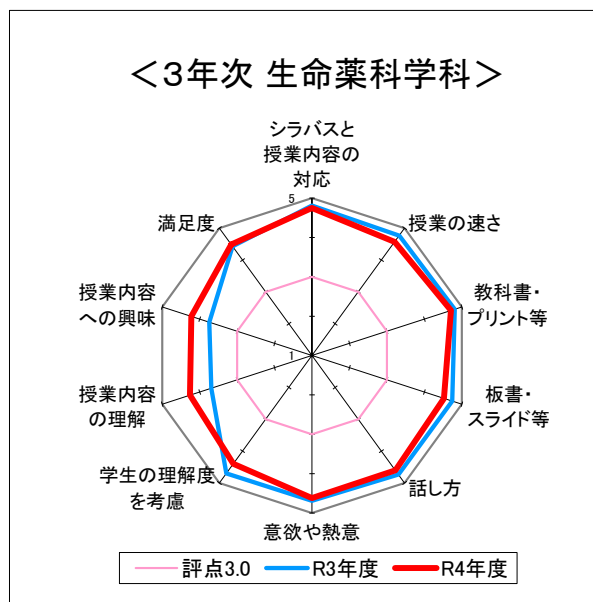 ＜3年次 生命薬科学科＞
シラバスと
授業内容の
対応
5
授業の速さ
教科書・
プリント等
板書・
スライド等
話し方
意欲や熱意
学生の理解度
を考慮
授業内容
の理解
授業内容
への興味
満足度
1
評点3.0
R3年度
R4年度